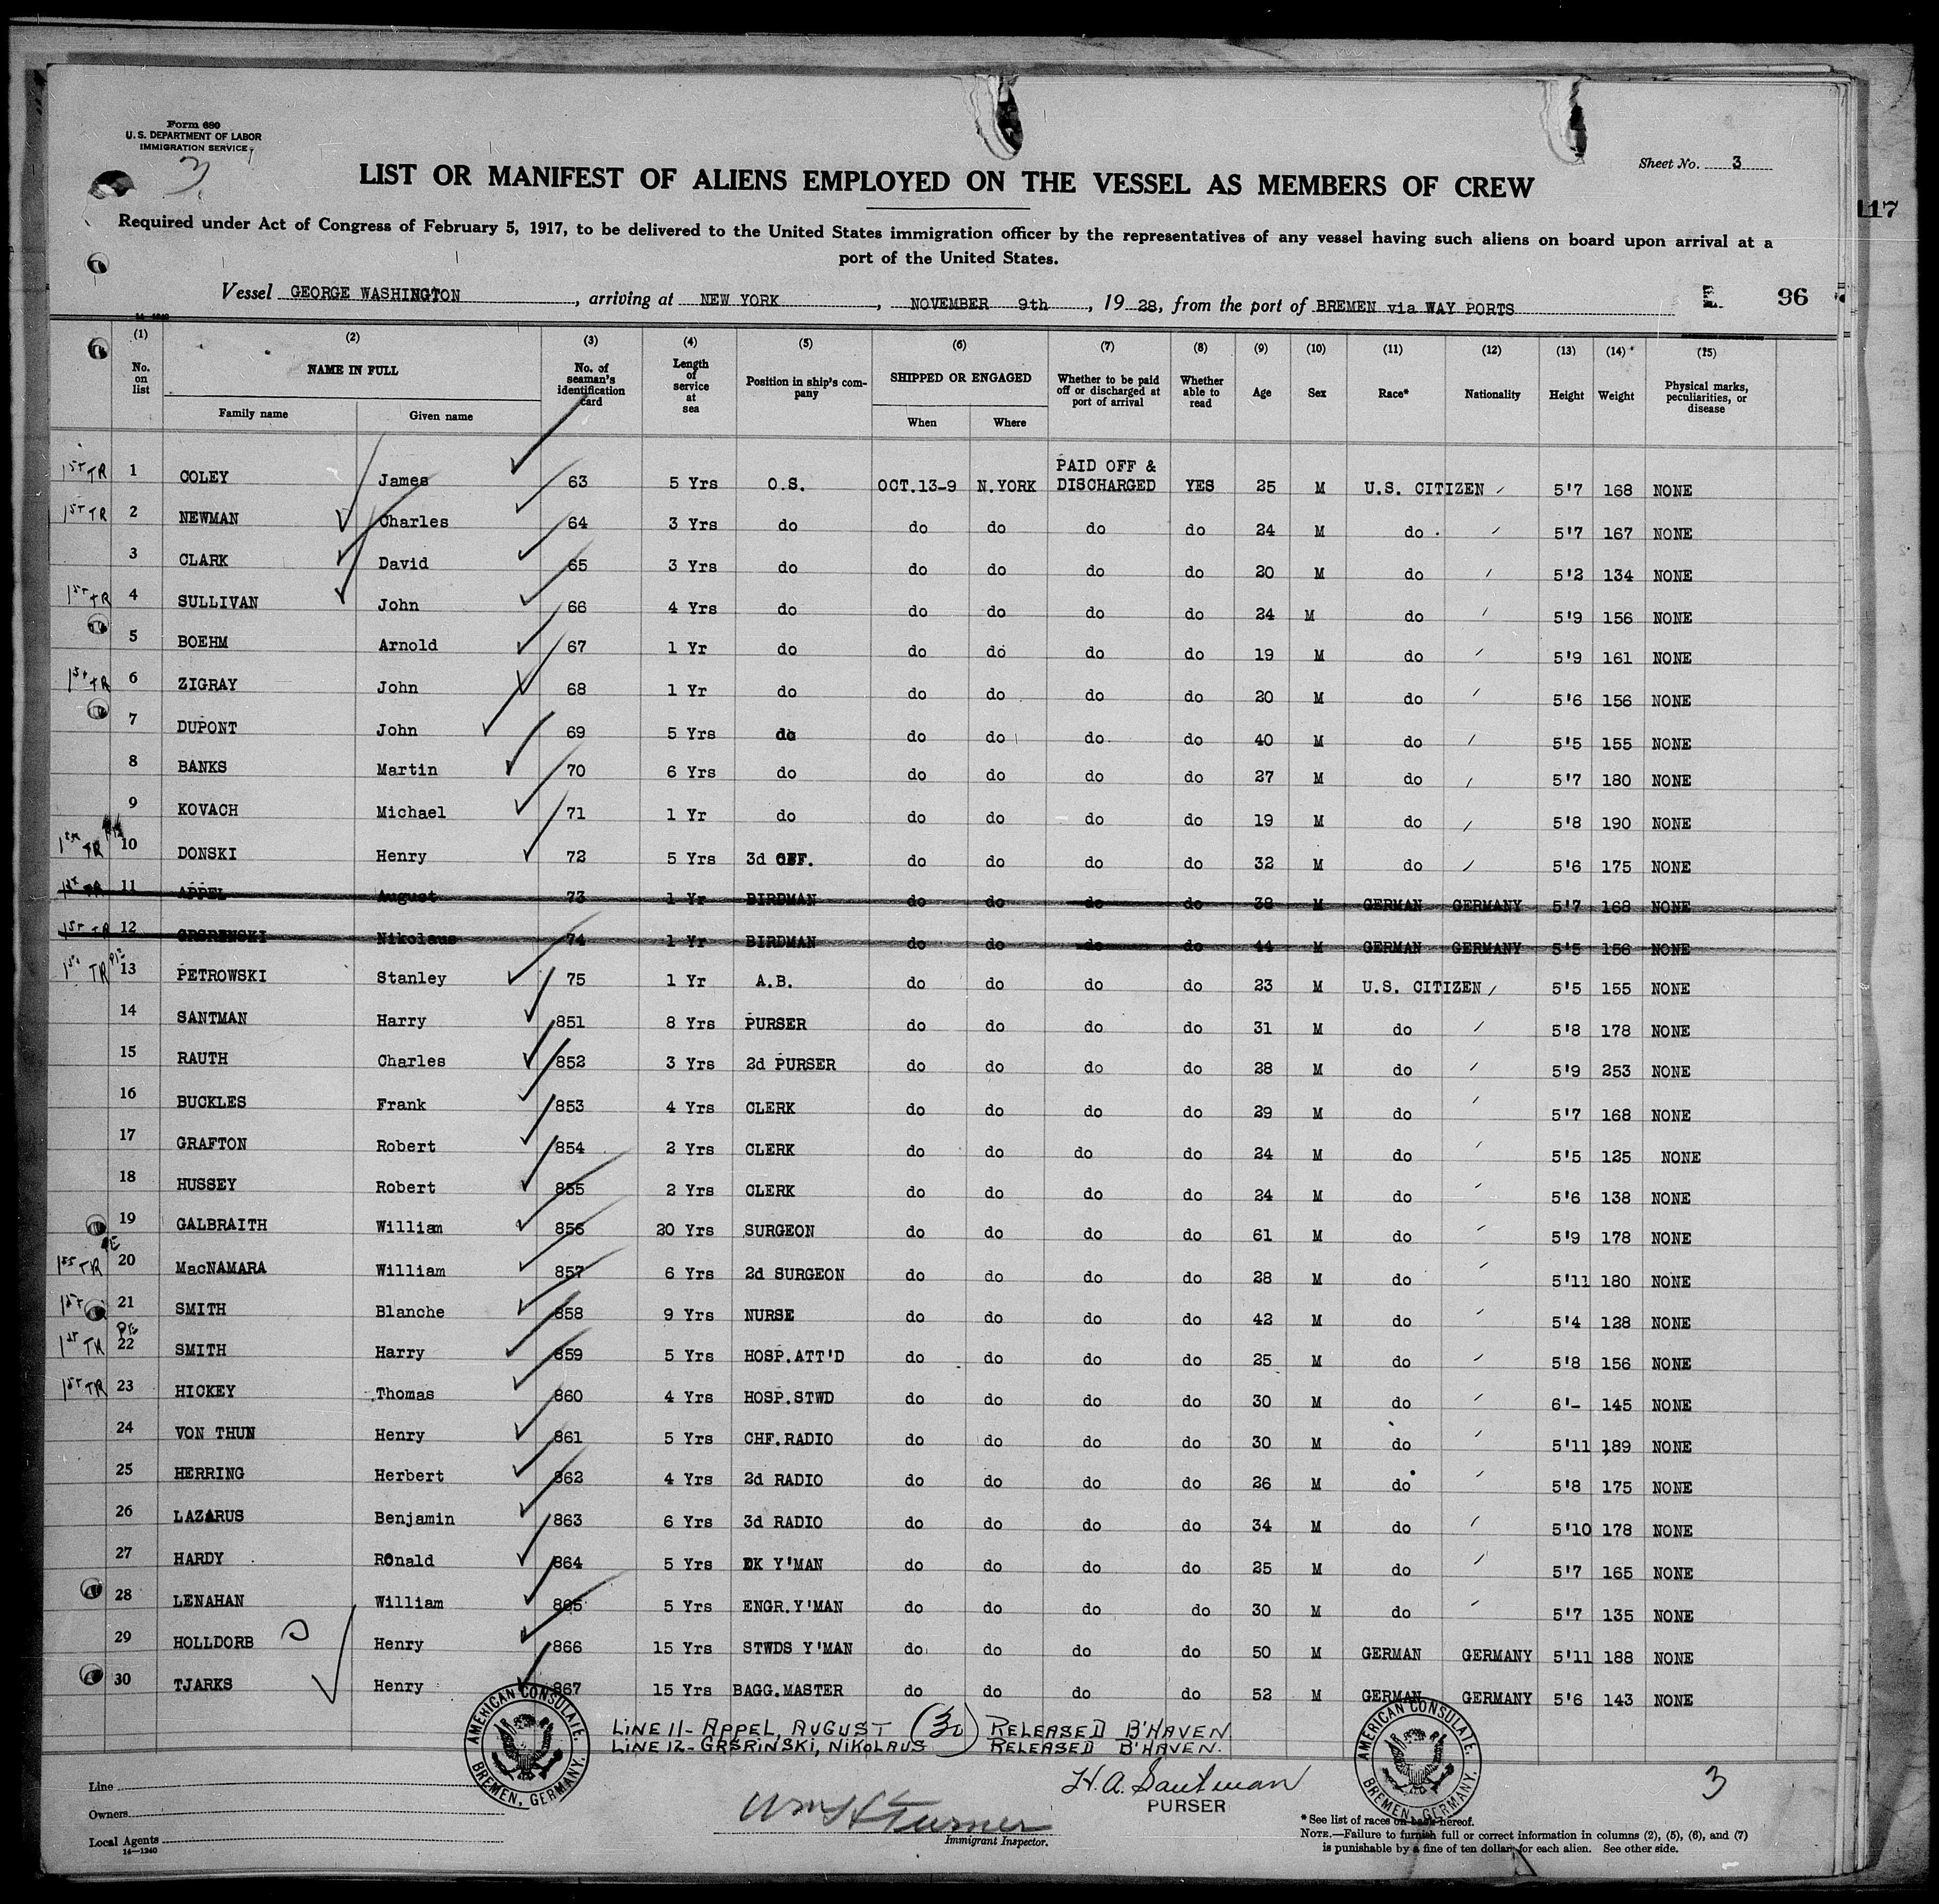 Form 680
U. S. DEPARTMENT OF LABOR
IMMIGRATION SERVICE
3
Sheet No. 3
LIST OR MANIFEST OF ALIENS EMPLOYED ON THE VESSEL AS MEMBERS OF CREW
117
Required under Act of Congress of February 5, 1917, to be delivered to the United States immigration officer by the representatives of any vessel having such aliens on board upon arrival at a
port of the United States.
Vessel GEORGE WASHINGTON, arriving at NEW YORK, NOVEMBER 9th, 1928, from the port of BREMEN via WAY PORTS
96
(1) (2) (3) (4) (5) (6) (7) (8) (9) (10) (11) (12) (13) (14) (15)
No. on list NAME IN FULL Family name Given name No. of seaman's identification card Length of service at sea Position in ship's company SHIPPED OR ENGAGED When Where Whether to be paid off or discharged at port of arrival Whether able to read Age Sex Race* Nationality Height Weight Physical marks, peculiarities, or disease
1st TR 1 COLEY James 63 5 Yrs O.S. OCT.13-9 N.YORK PAID OFF & DISCHARGED YES 25 M U.S. CITIZEN 5'7 168 NONE
1st TR 2 NEWMAN Charles 64 3 Yrs do do do do do 24 M do 5'7 167 NONE
3 CLARK David 65 3 Yrs do do do do do 20 M do 5'2 134 NONE
1st TR 4 SULLIVAN John 66 4 Yrs do do do do do 24 M do 5'9 156 NONE
5 BOEHM Arnold 67 1 Yr do do do do do 19 M do 5'9 161 NONE
1st TR 6 ZIGRAY John 68 1 Yr do do do do do 20 M do 5'6 156 NONE
7 DUPONT John 69 5 Yrs do do do do do 40 M do 5'5 155 NONE
8 BANKS Martin 70 6 Yrs do do do do do 27 M do 5'7 180 NONE
9 KOVACH Michael 71 1 Yr do do do do do 19 M do 5'8 190 NONE
1st TR 10 DONSKI Henry 72 5 Yrs 3d OFF. do do do do 32 M do 5'6 175 NONE
1st TR 11 APPEL August 73 1 Yr BIRDMAN do do do do 38 M GERMAN GERMANY 5'7 168 NONE
1st TR 12 GRSRENSKI Nikolaus 74 1 Yr BIRDMAN do do do do 44 M GERMAN GERMANY 5'5 156 NONE
1st TR 13 PETROWSKI Stanley 75 1 Yr A.B. do do do do 23 M U.S. CITIZEN 5'5 155 NONE
14 SANTMAN Harry 851 8 Yrs PURSER do do do do 31 M do 5'8 178 NONE
15 RAUTH Charles 852 3 Yrs 2d PURSER do do do do 28 M do 5'9 253 NONE
16 BUCKLES Frank 853 4 Yrs CLERK do do do do 29 M do 5'7 168 NONE
17 GRAFTON Robert 854 2 Yrs CLERK do do do do 24 M do 5'5 125 NONE
18 HUSSEY Robert 855 2 Yrs CLERK do do do do 24 M do 5'6 138 NONE
19 GALBRAITH William 856 20 Yrs SURGEON do do do do 61 M do 5'9 178 NONE
1st TR 20 MacNAMARA William 857 6 Yrs 2d SURGEON do do do do 28 M do 5'11 180 NONE
1st 21 SMITH Blanche 858 9 Yrs NURSE do do do do 42 M do 5'4 128 NONE
1st TR 22 SMITH Harry 859 5 Yrs HOSP.ATT'D do do do do 25 M do 5'8 156 NONE
1st TR 23 HICKEY Thomas 860 4 Yrs HOSP.STWD do do do do 30 M do 6'- 145 NONE
24 VON THUN Henry 861 5 Yrs CHF.RADIO do do do do 30 M do 5'11 189 NONE
25 HERRING Herbert 862 4 Yrs 2d RADIO do do do do 26 M do 5'8 175 NONE
26 LAZARUS Benjamin 863 6 Yrs 3d RADIO do do do do 34 M do 5'10 178 NONE
27 HARDY ROnald 864 5 Yrs DK Y'MAN do do do do 25 M do 5'7 165 NONE
28 LENAHAN William 865 5 Yrs ENGR.Y'MAN do do do do 30 M do 5'7 135 NONE
29 HOLLDORB Henry 866 15 Yrs STWDS Y'MAN do do do do 50 M GERMAN GERMANY 5'11 188 NONE
30 TJARKS Henry 867 15 Yrs BAGG.MASTER do do do do 52 M GERMAN GERMANY 5'6 143 NONE
LINE 11 - APPEL, AUGUST (30) RELEASED B'HAVEN
LINE 12 - GRSRINSKI, NIKOLAUS RELEASED B'HAVEN.
AMERICAN CONSULATE. BREMEN, GERMANY.
AMERICAN CONSULATE. BREMEN, GERMANY.
Line
Owners
Local Agents
14—1240
H. A. Santman
PURSER
Wm H Turner
Immigrant Inspector.
3
* See list of races on back hereof.
NOTE.—Failure to furnish full or correct information in columns (2), (5), (6), and (7)
is punishable by a fine of ten dollars for each alien. See other side.